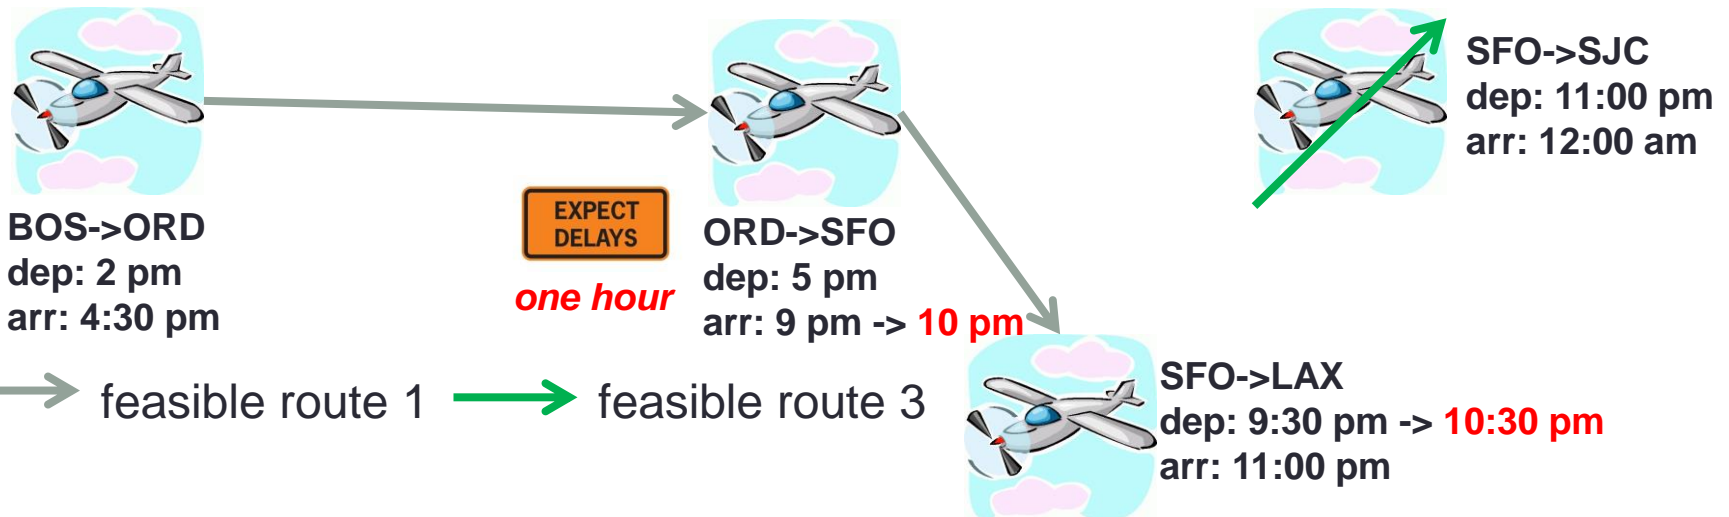 BOS->ORD
dep: 2 pm
arr: 4:30 pm
EXPECT
DELAYS
one hour
ORD->SFO
dep: 5 pm
arr: 9 pm -> 10 pm
SFO->SJC
dep: 11:00 pm
arr: 12:00 am
SFO->LAX
dep: 9:30 pm -> 10:30 pm
arr: 11:00 pm
feasible route 1
feasible route 3